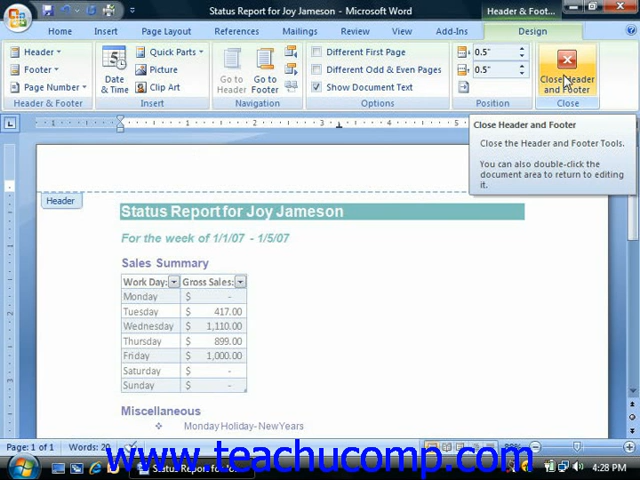 Status Report for Joy Jameson - Microsoft Word
Header & Foot...
Home Insert Page Layout References Mailings Review View Add-Ins Design
Header
Footer
Page Number
Header & Footer
Date & Time
Quick Parts
Picture
Clip Art
Insert
Go to Header
Go to Footer
Navigation
Different First Page
Different Odd & Even Pages
Show Document Text
Options
0.5"
0.5"
Position
Close Header and Footer
Close
Close Header and Footer
Close the Header and Footer Tools.
You can also double-click the
document area to return to editing
it.
Header
Status Report for Joy Jameson
For the week of 1/1/07 - 1/5/07
Sales Summary
Work Day: Gross Sales:
Monday $ -
Tuesday $ 417.00
Wednesday $ 1,110.00
Thursday $ 899.00
Friday $ 1,000.00
Saturday $ -
Sunday $ -
Miscellaneous
❖ Monday Holiday- New Years
Page: 1 of 1 Words: 20
www.teachucomp.com
Status Report for Jo...
4:28 PM